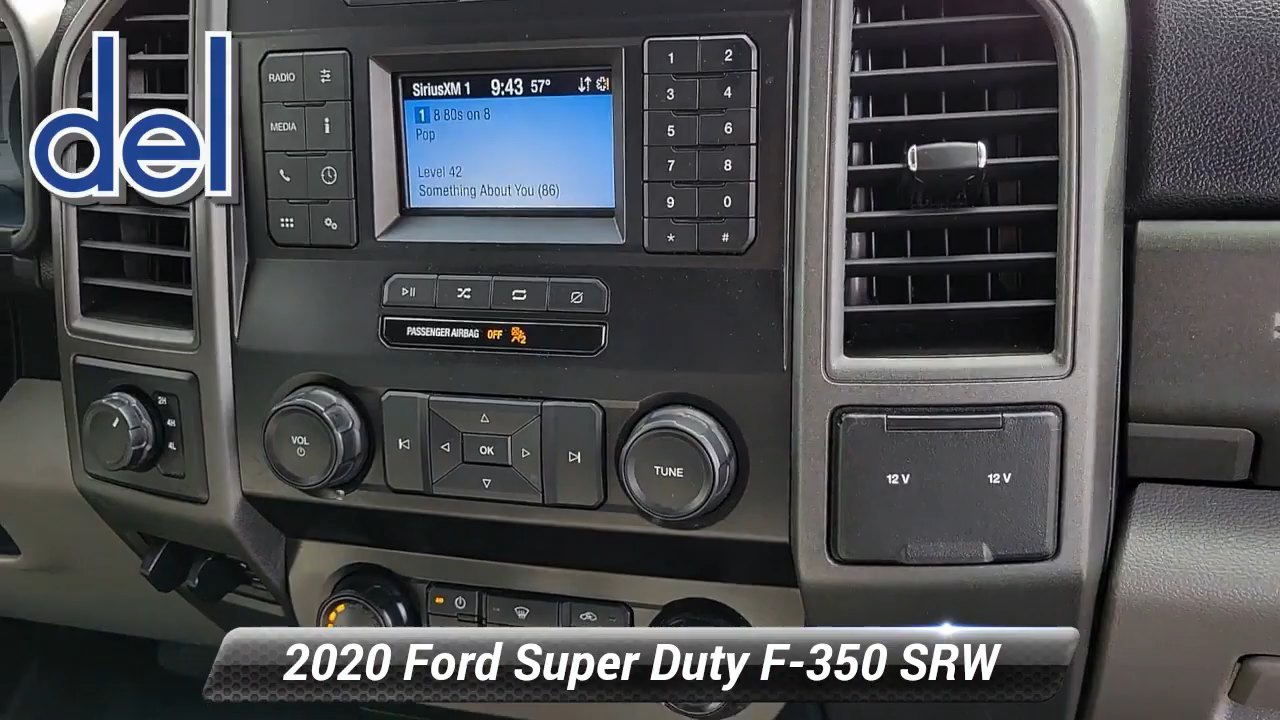 del
RADIO
MEDIA
SiriusXM 1 9:43 57°
1 8 80s on 8
Pop
Level 42
Something About You (86)
1 2
3 4
5 6
7 8
9 0
* #
PASSENGER AIRBAG OFF 2
2H
4H
4L
VOL
OK
TUNE
12 V 12 V
2020 Ford Super Duty F-350 SRW